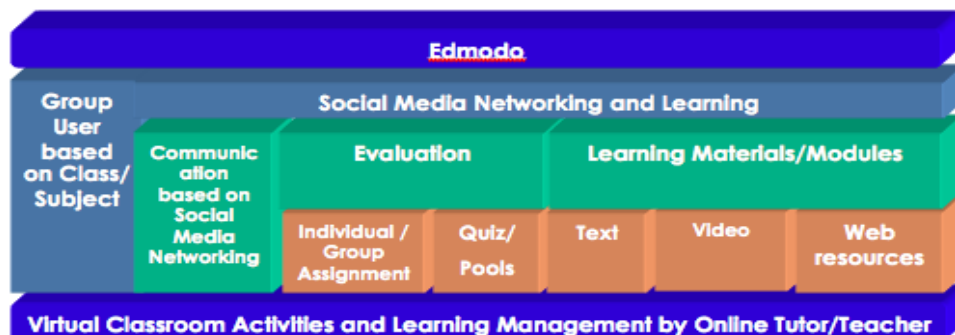 Edmodo
Group
User
based
on Class/
Subject
Social Media Networking and Learning
Communic
ation
based on
Social
Media
Networking
Evaluation
Learning Materials/Modules
Individual /
Group
Assignment
Quiz/
Pools
Text
Video
Web
resources
Virtual Classroom Activities and Learning Management by Online Tutor/Teacher